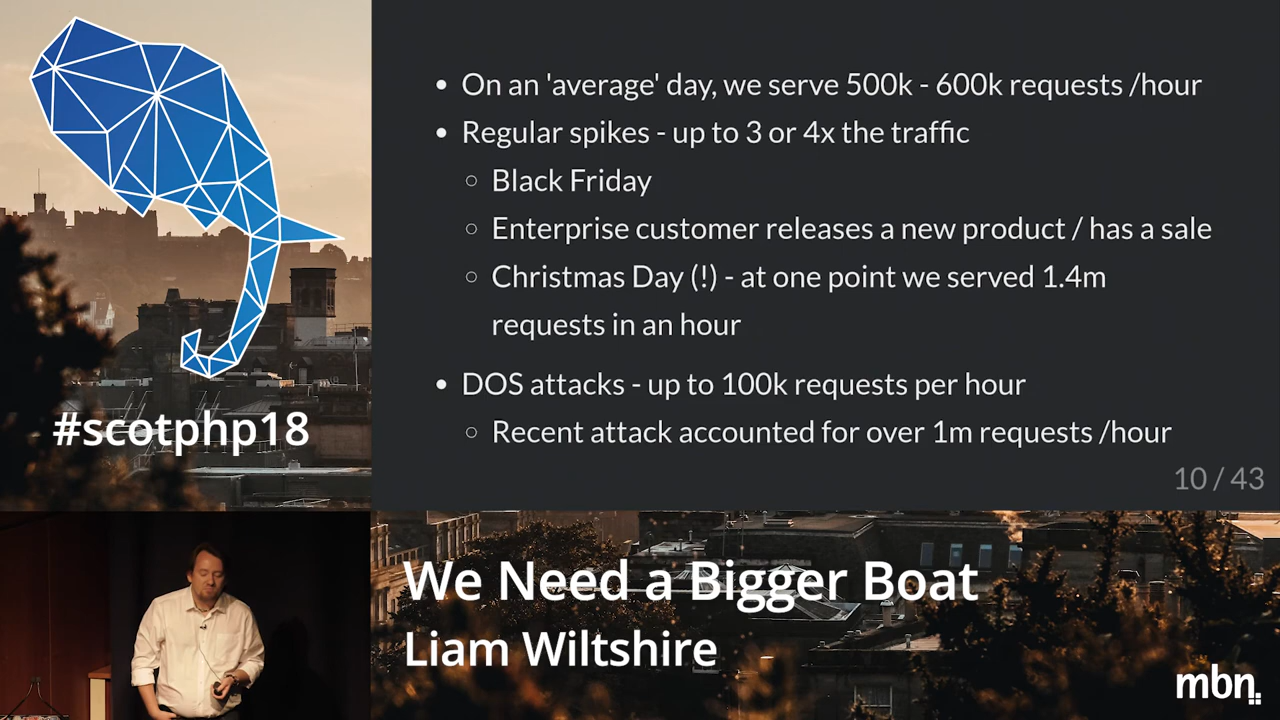 • On an 'average' day, we serve 500k - 600k requests /hour
• Regular spikes - up to 3 or 4x the traffic
○ Black Friday
○ Enterprise customer releases a new product / has a sale
○ Christmas Day (!) - at one point we served 1.4m
requests in an hour
• DOS attacks - up to 100k requests per hour
○ Recent attack accounted for over 1m requests /hour
10 / 43
#scotphp18
We Need a Bigger Boat
Liam Wiltshire
mbn